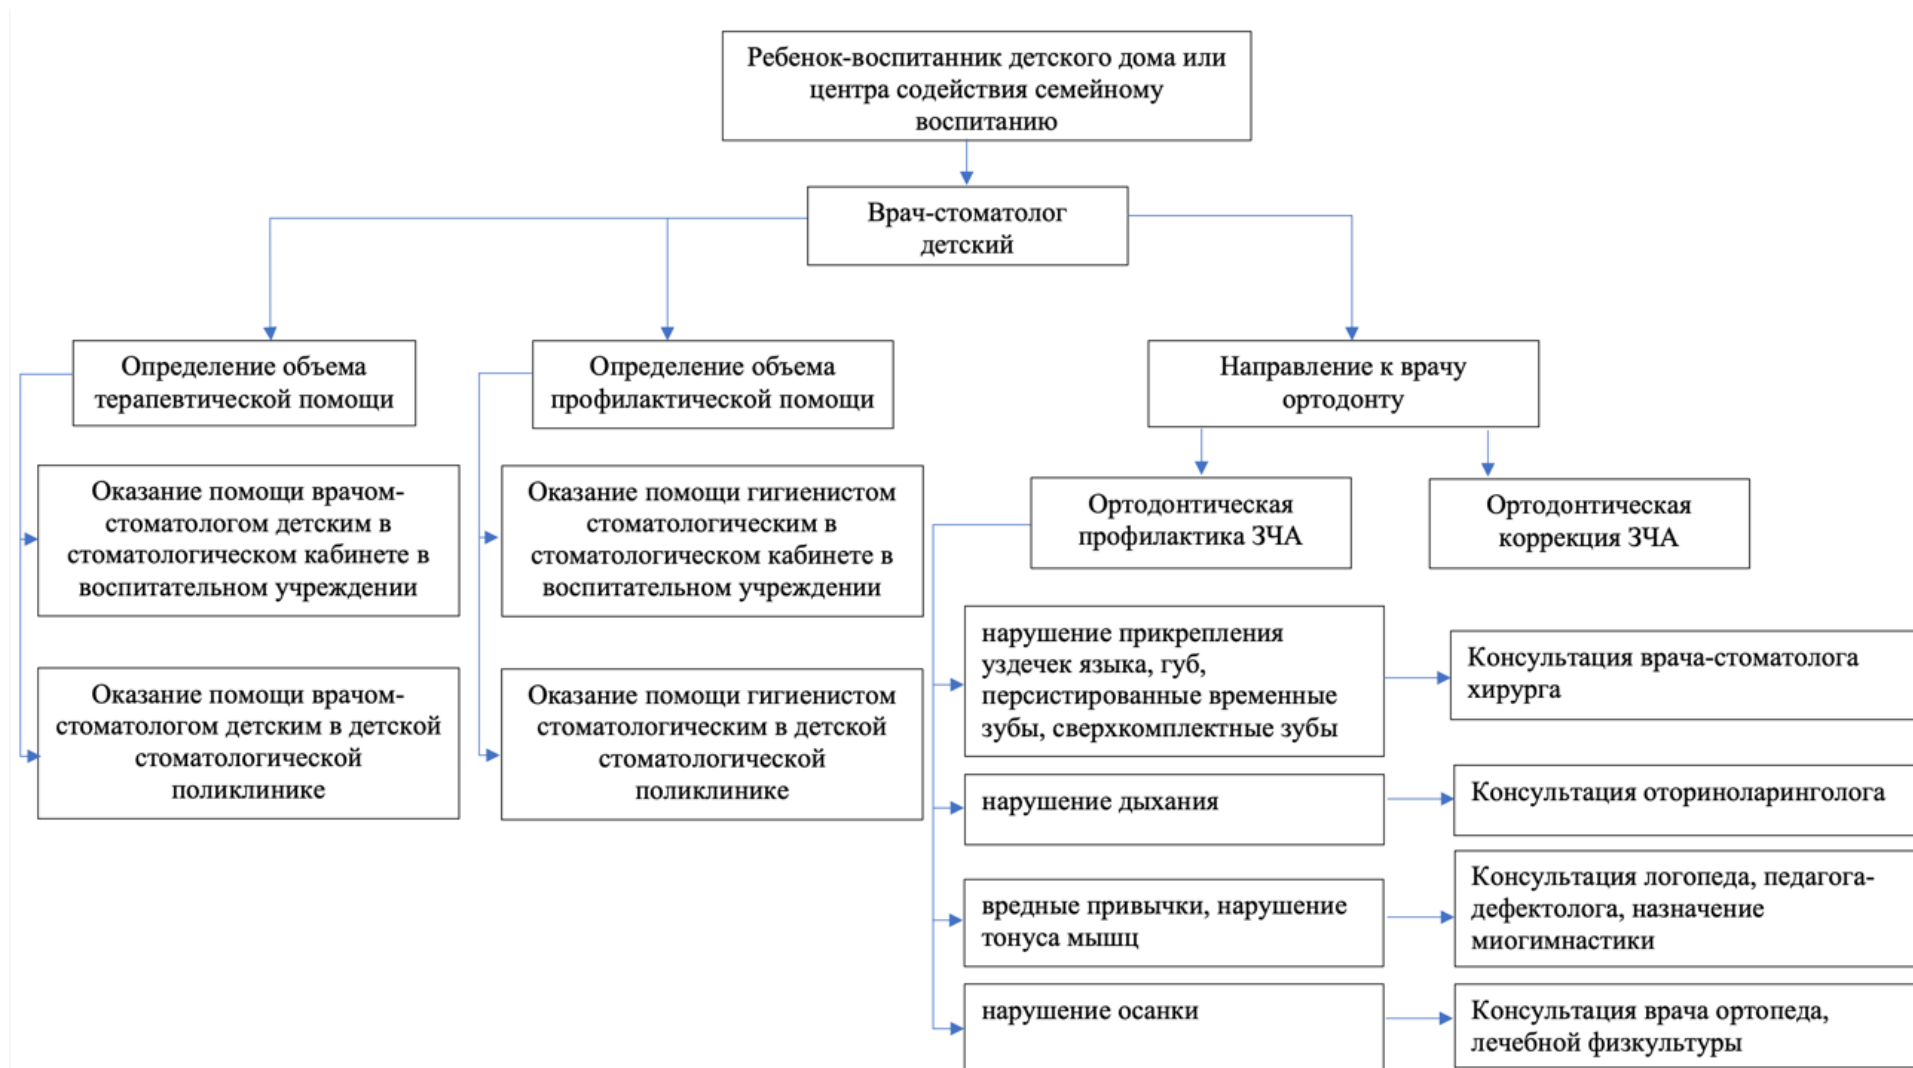 Ребенок-воспитанник детского дома или
центра содействия семейному
воспитанию
Врач-стоматолог
детский
Определение объема
терапевтической помощи
Определение объема
профилактической помощи
Направление к врачу
ортодонту
Оказание помощи врачом-
стоматологом детским в
стоматологическом кабинете в
воспитательном учреждении
Оказание помощи гигиенистом
стоматологическим в
стоматологическом кабинете в
воспитательном учреждении
Ортодонтическая
профилактика ЗЧА
Ортодонтическая
коррекция ЗЧА
Оказание помощи врачом-
стоматологом детским в детской
стоматологической
поликлинике
Оказание помощи гигиенистом
стоматологическим в детской
стоматологической
поликлинике
нарушение прикрепления
уздечек языка, губ,
персистированные временные
зубы, сверхкомплектные зубы
Консультация врача-стоматолога
хирурга
нарушение дыхания
Консультация оториноларинголога
вредные привычки, нарушение
тонуса мышц
Консультация логопеда, педагога-
дефектолога, назначение
миогимнастики
нарушение осанки
Консультация врача ортопеда,
лечебной физкультуры